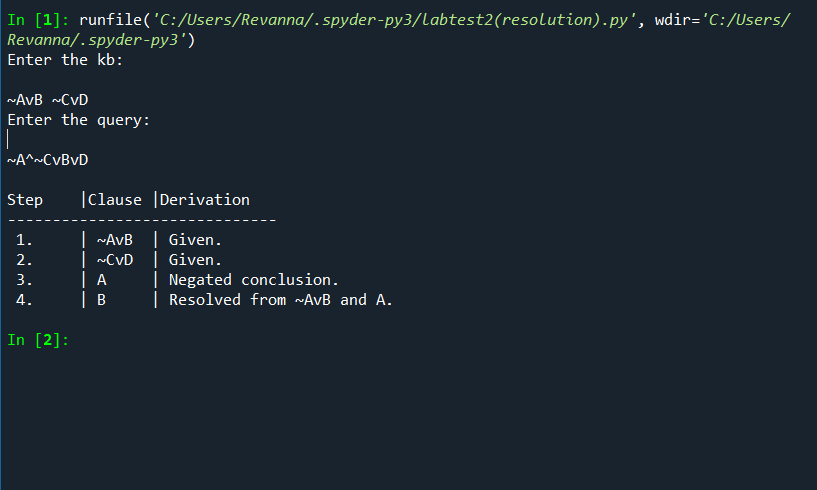 In [1]: runfile('C:/Users/Revanna/.spyder-py3/labtest2(resolution).py', wdir='C:/Users/
Revanna/.spyder-py3')
Enter the kb:
~AvB ~CvD
Enter the query:
~A^~CvBvD
Step    |Clause |Derivation
------------------------------
 1.     | ~AvB  | Given.
 2.     | ~CvD  | Given.
 3.     | A     | Negated conclusion.
 4.     | B     | Resolved from ~AvB and A.
In [2]: